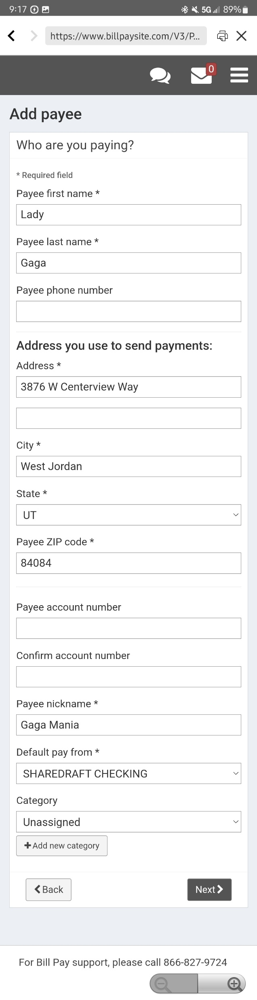 9:17
5G 89%
https://www.billpaysite.com/V3/P...
0
Add payee
Who are you paying?
* Required field
Payee first name *
Lady
Payee last name *
Gaga
Payee phone number
Address you use to send payments:
Address *
3876 W Centerview Way
City *
West Jordan
State *
UT
Payee ZIP code *
84084
Payee account number
Confirm account number
Payee nickname *
Gaga Mania
Default pay from *
SHAREDRAFT CHECKING
Category
Unassigned
Add new category
Back
Next
For Bill Pay support, please call 866-827-9724